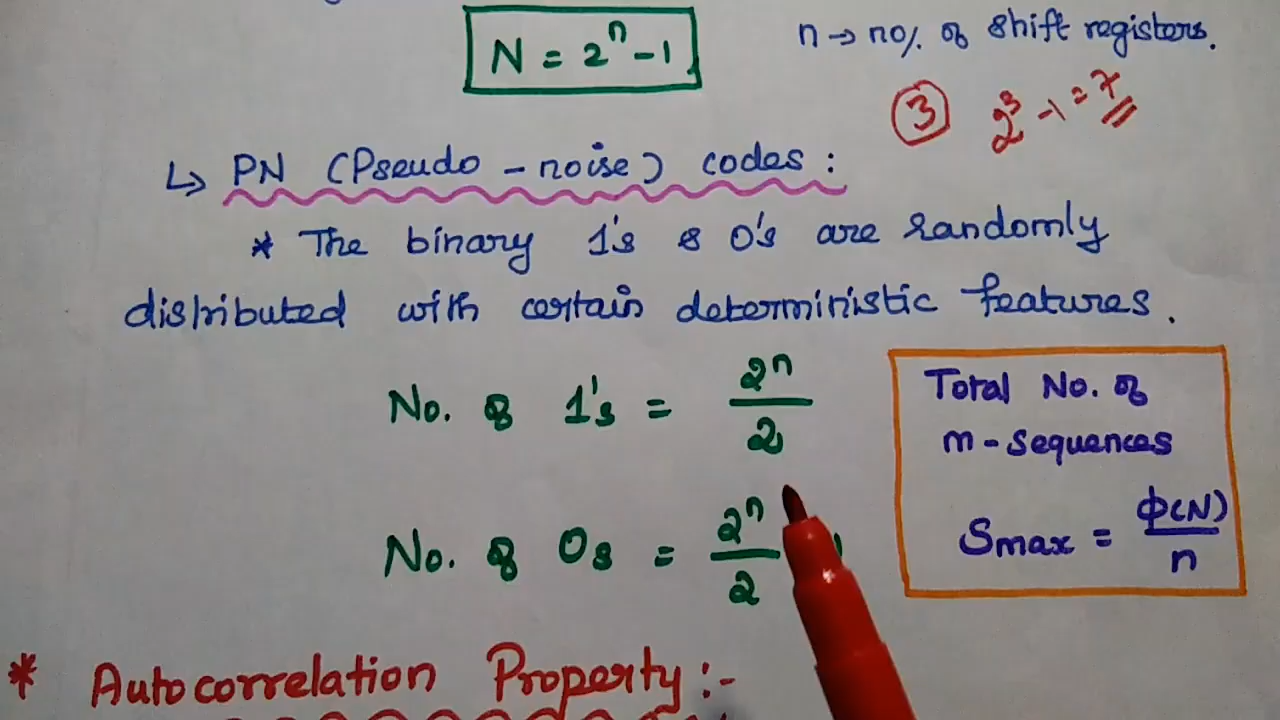 N = 2^n - 1
n → no/. of shift registers.
③ 2^3 - 1 = 7
↳ PN (Pseudo - noise) codes :
* The binary 1's & 0's are randomly
distributed with certain deterministic features.
No. of 1's = 2^n / 2
No. of 0s = 2^n / 2
Total No. of
m - sequences
Smax = Φ(N) / n
* Autocorrelation Property :-